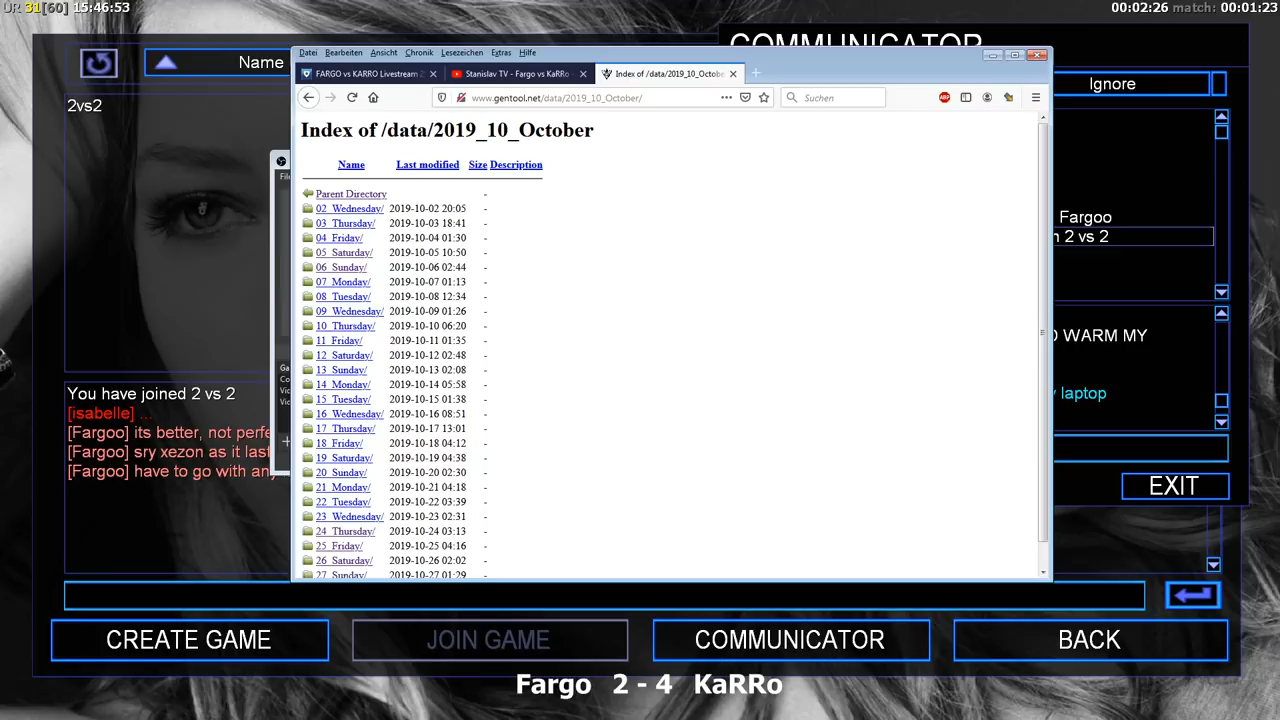 UR 31[60] 15:46:53
00:02:26 match: 00:01:23
COMMUNICATOR
Name
Ignore
2vs2
Datei Bearbeiten Ansicht Chronik Lesezeichen Extras Hilfe
FARGO vs KARRO Livestream
Stanislav TV - Fargo vs KaRRo
Index of /data/2019_10_Octobe
www.gentool.net/data/2019_10_October/
Suchen
ABP
Index of /data/2019_10_October
Name Last modified Size Description
Parent Directory -
02_Wednesday/ 2019-10-02 20:05 -
03_Thursday/ 2019-10-03 18:41 -
04_Friday/ 2019-10-04 01:30 -
05_Saturday/ 2019-10-05 10:50 -
06_Sunday/ 2019-10-06 02:44 -
07_Monday/ 2019-10-07 01:13 -
08_Tuesday/ 2019-10-08 12:34 -
09_Wednesday/ 2019-10-09 01:26 -
10_Thursday/ 2019-10-10 06:20 -
11_Friday/ 2019-10-11 01:35 -
12_Saturday/ 2019-10-12 02:48 -
13_Sunday/ 2019-10-13 02:08 -
14_Monday/ 2019-10-14 05:58 -
15_Tuesday/ 2019-10-15 01:38 -
16_Wednesday/ 2019-10-16 08:51 -
17_Thursday/ 2019-10-17 13:01 -
18_Friday/ 2019-10-18 04:12 -
19_Saturday/ 2019-10-19 04:38 -
20_Sunday/ 2019-10-20 02:30 -
21_Monday/ 2019-10-21 04:18 -
22_Tuesday/ 2019-10-22 03:39 -
23_Wednesday/ 2019-10-23 02:31 -
24_Thursday/ 2019-10-24 03:13 -
25_Friday/ 2019-10-25 04:16 -
26_Saturday/ 2019-10-26 02:02 -
27_Sunday/ 2019-10-27 01:29 -
Fargoo
2 vs 2
WARM MY
laptop
EXIT
File
You have joined 2 vs 2
[isabelle] ...
[Fargoo] its better, not perfe
[Fargoo] sry xezon as it last
[Fargoo] have to go with any
CREATE GAME
JOIN GAME
COMMUNICATOR
BACK
Fargo 2 - 4 KaRRo